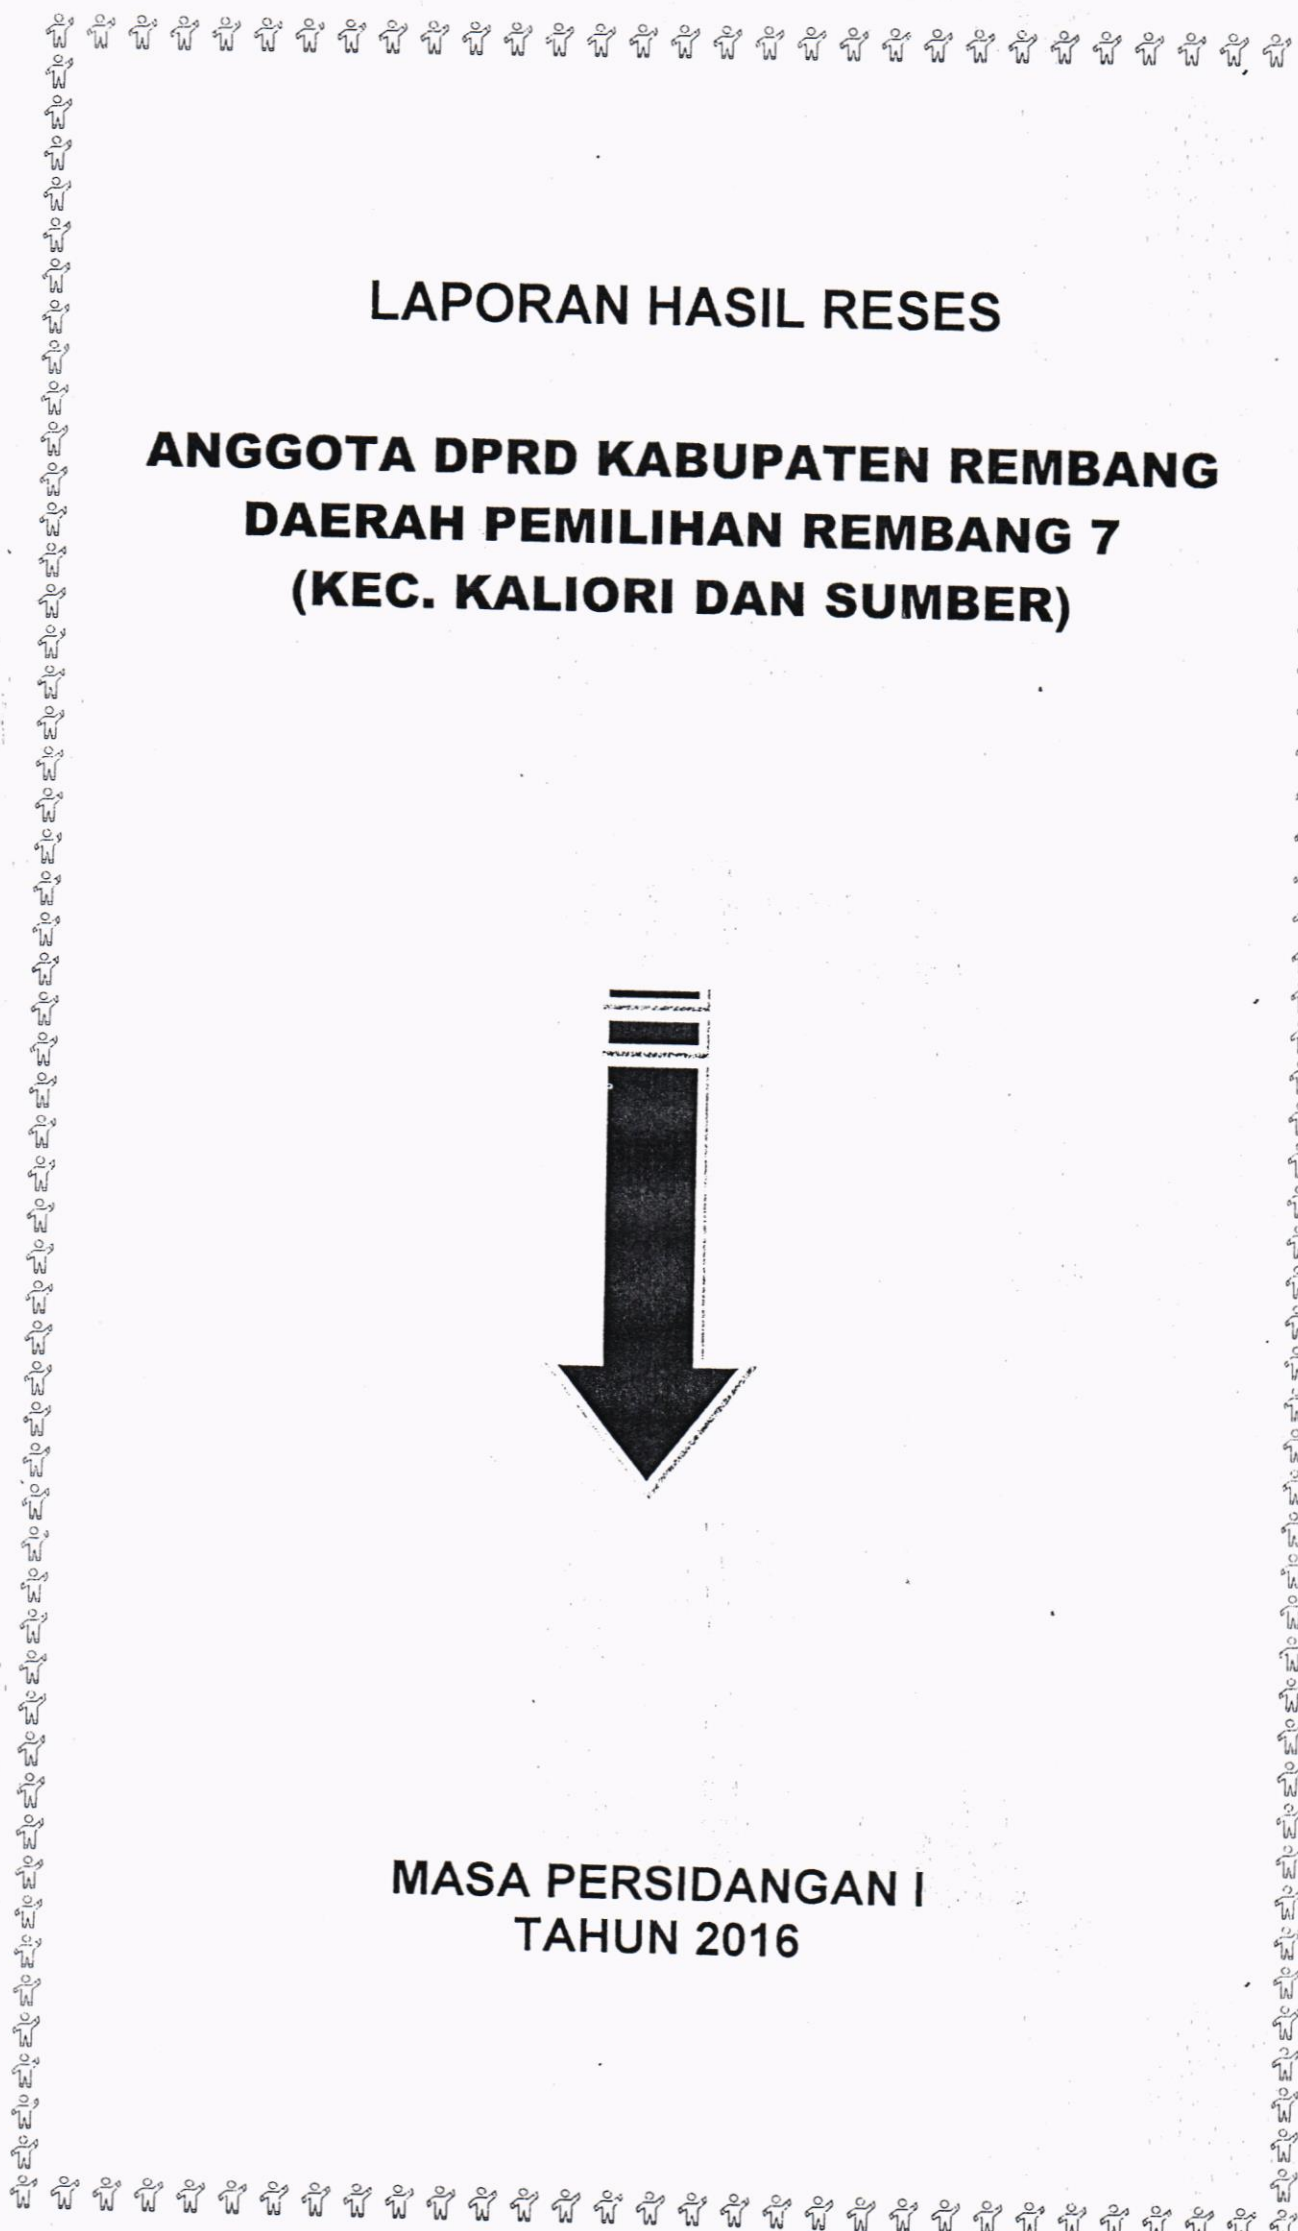 LAPORAN HASIL RESES
ANGGOTA DPRD KABUPATEN REMBANG
DAERAH PEMILIHAN REMBANG 7
(KEC. KALIORI DAN SUMBER)
MASA PERSIDANGAN I
TAHUN 2016